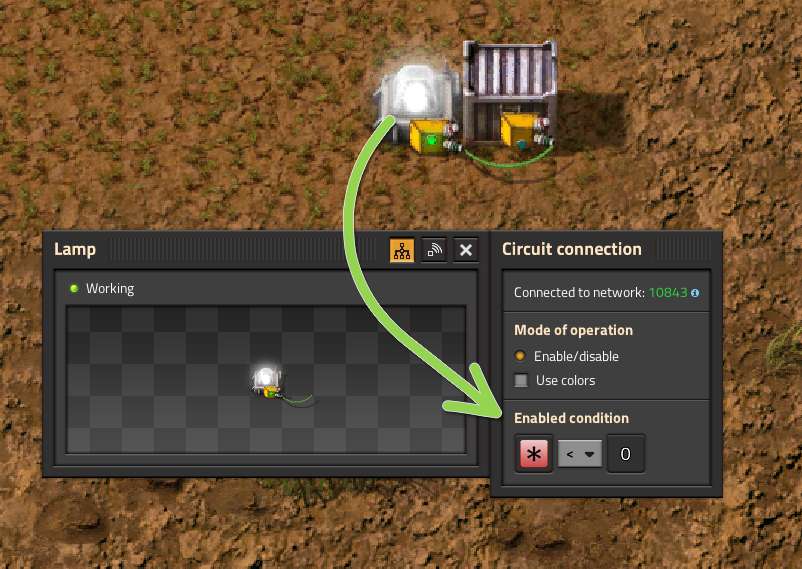 Lamp
Working
Circuit connection
Connected to network: 10843
Mode of operation
Enable/disable
Use colors
Enabled condition
* < 0